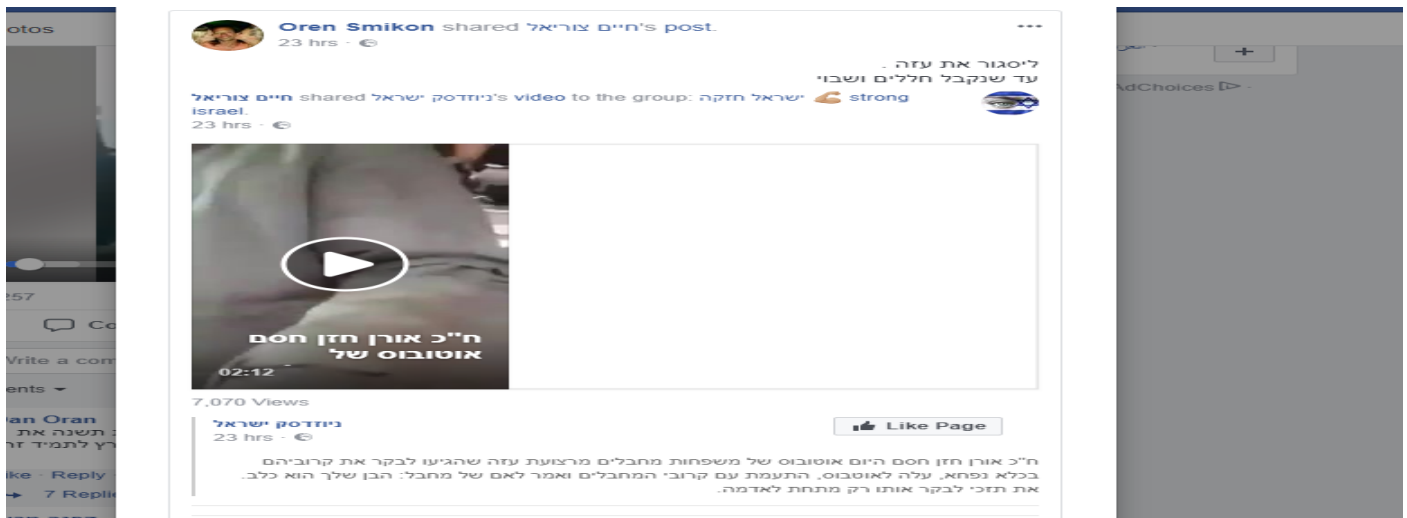 otos
257
Co
Write a com
ents
an Oran
: תשנה את
רץ לתמיד
ike · Reply
7 Replie
Oren Smikon shared חיים צוריאל's post.
23 hrs ·
ליסגור את עזה .
עד שנקבל חללים ושבוי
חיים צוריאל shared ניוזדסק ישראל's video to the group: ישראל חזקה 💪 strong
israel.
23 hrs ·
ח"כ אורן חזן חסם
אוטובוס של
02:12
7,070 Views
ניוזדסק ישראל
23 hrs ·
Like Page
ח"כ אורן חזן חסם היום אוטובוס של משפחות מחבלים מרצועת עזה שהגיעו לבקר את קרוביהם
בכלא נפחא, עלה לאוטובוס, התעמת עם קרובי המחבלים ואמר לאם של מחבל: הבן שלך הוא כלב.
את תזכי לבקר אותו רק מתחת לאדמה.
AdChoices